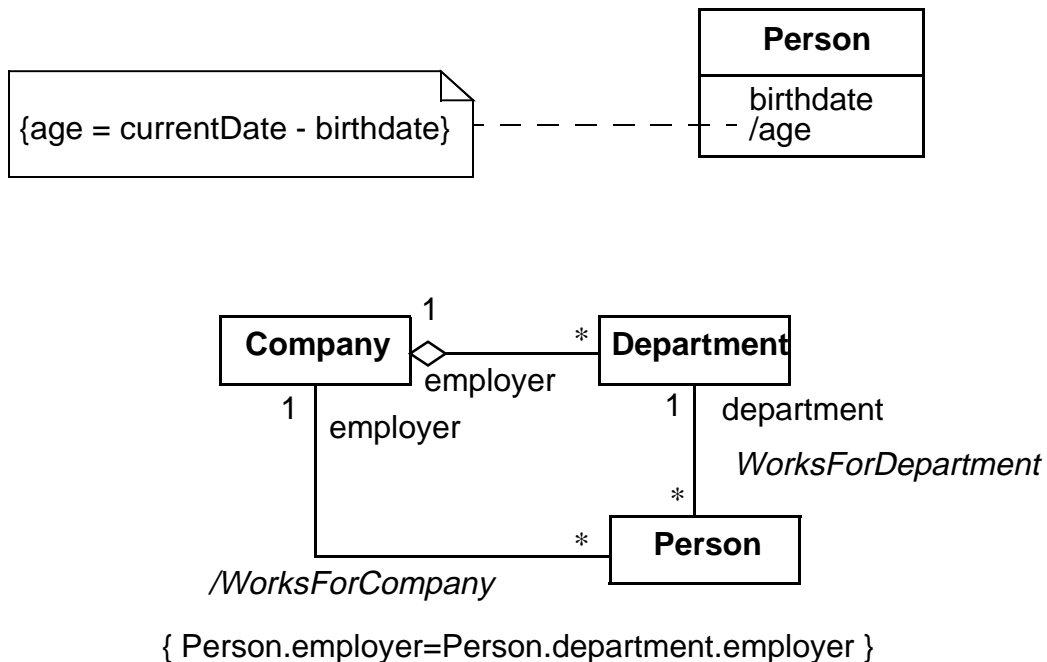 Person
birthdate
/age
{age = currentDate - birthdate}
1
Company
*
Department
employer
1
employer
1
department
WorksForDepartment
*
Person
*
/WorksForCompany
{ Person.employer=Person.department.employer }